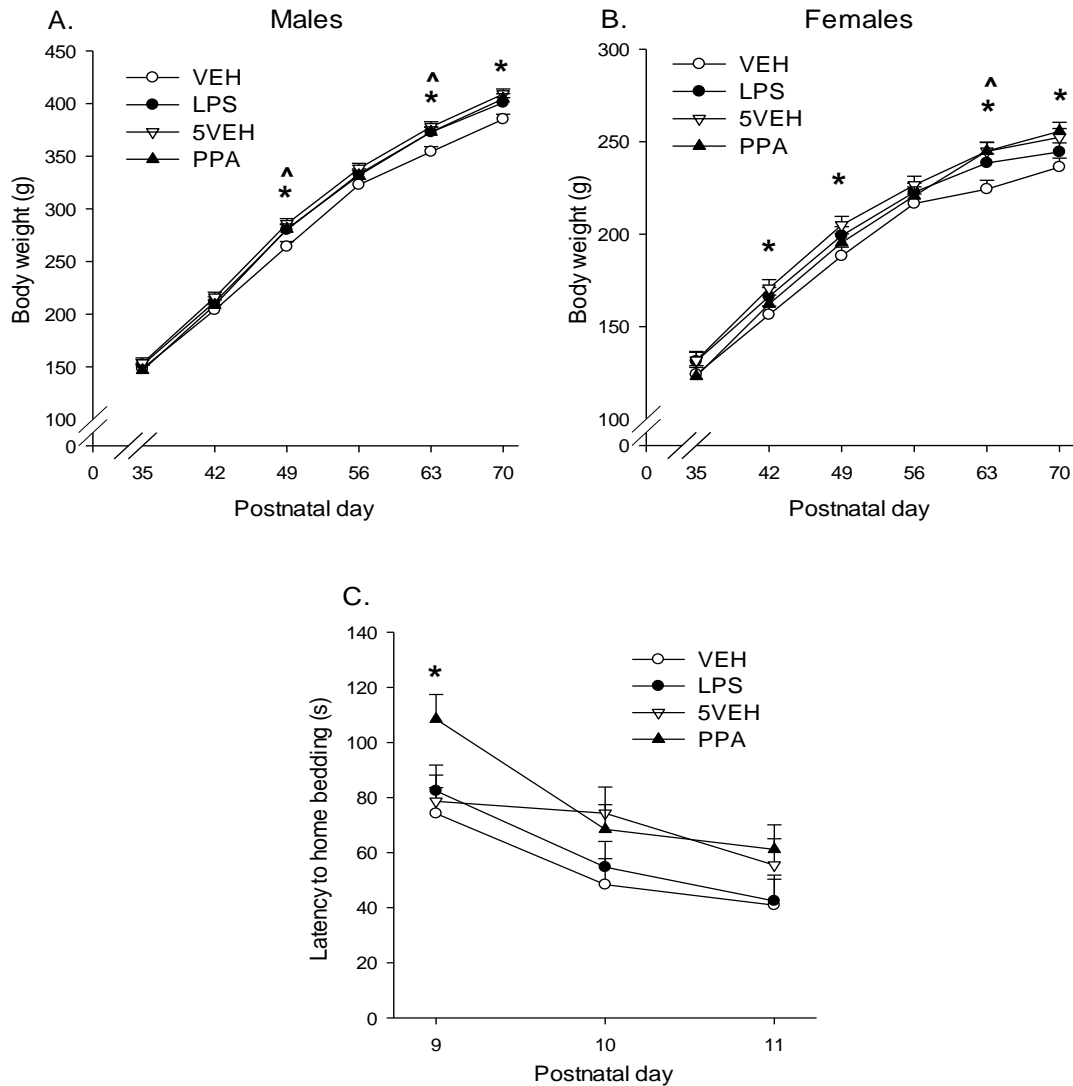 A.
Males
450
400
350
300
250
200
150
100
0
Body weight (g)
VEH
LPS
5VEH
PPA
^
*
^
*
*
0 35 42 49 56 63 70
Postnatal day
B.
Females
300
250
200
150
100
0
Body weight (g)
VEH
LPS
5VEH
PPA
*
*
^
*
*
0 35 42 49 56 63 70
Postnatal day
C.
140
120
100
80
60
40
20
0
Latency to home bedding (s)
VEH
LPS
5VEH
PPA
*
9 10 11
Postnatal day